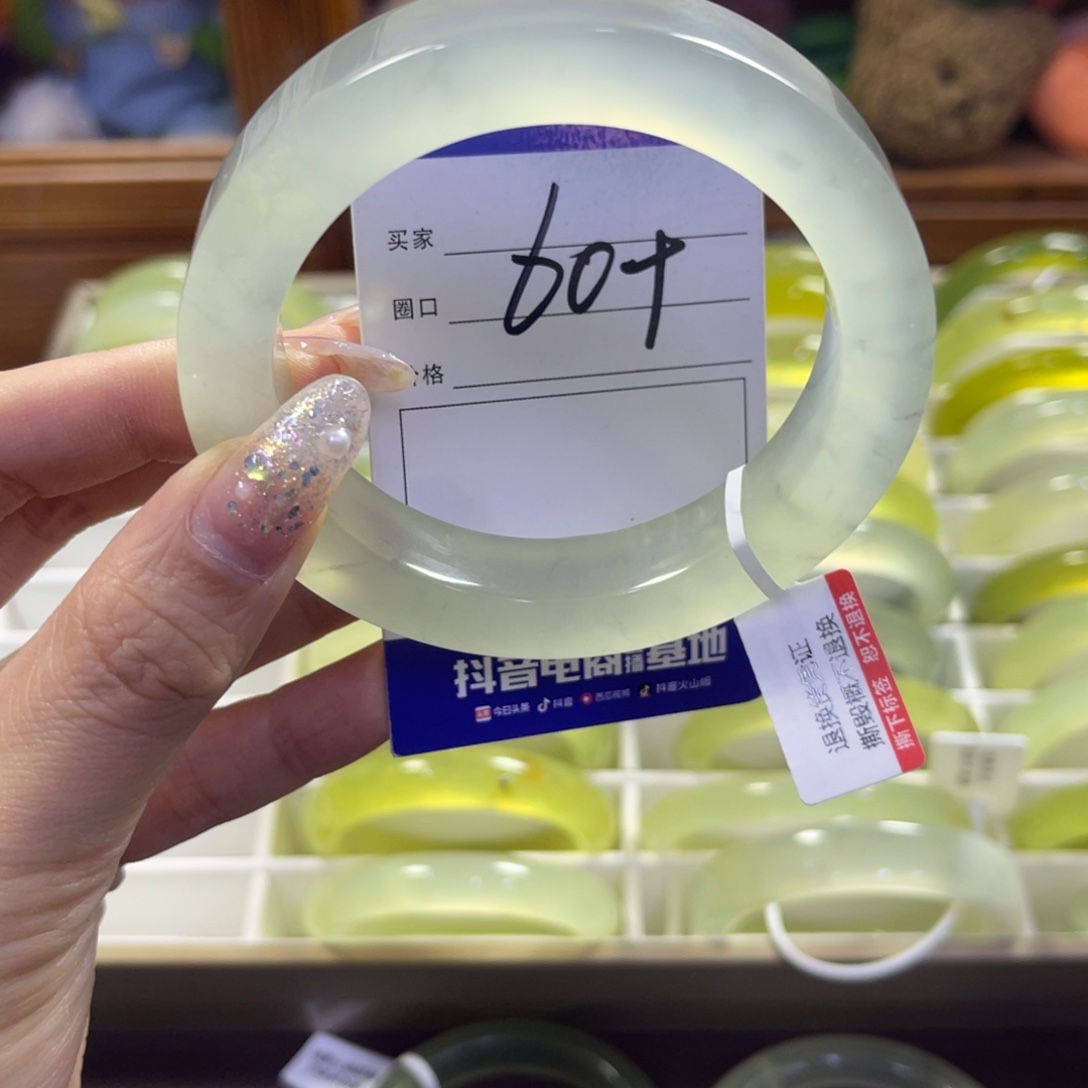 买家
60+
圈口
格
抖音电商直播基地
今日头条 抖音 西瓜视频 抖音火山版
退换货凭证
撕毁概不退换
撕下标签 恕不退换